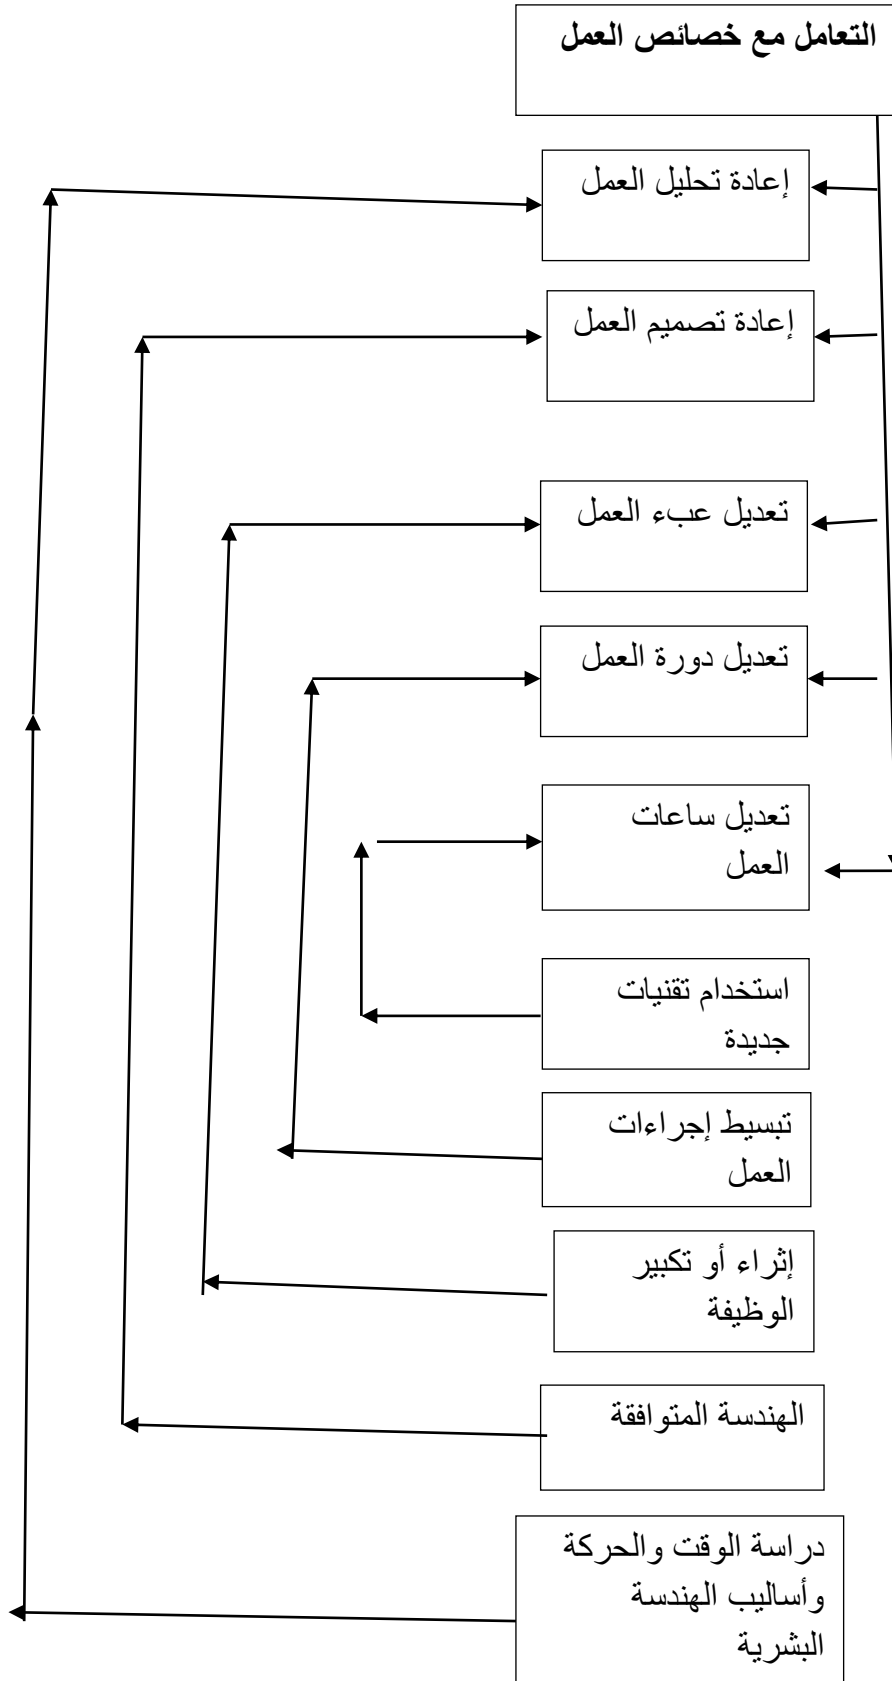 التعامل مع خصائص العمل
إعادة تحليل العمل
إعادة تصميم العمل
تعديل عبء العمل
تعديل دورة العمل
تعديل ساعات
العمل
استخدام تقنيات
جديدة
تبسيط إجراءات
العمل
إثراء أو تكبير
الوظيفة
الهندسة المتوافقة
دراسة الوقت والحركة
وأساليب الهندسة
البشرية